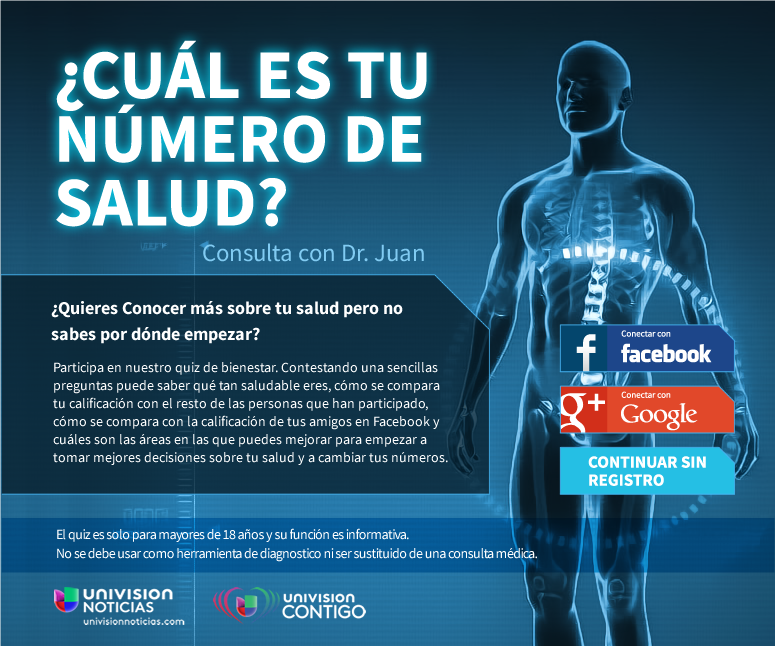 ¿CUÁL ES TU
NÚMERO DE
SALUD?
Consulta con Dr. Juan
¿Quieres Conocer más sobre tu salud pero no
sabes por dónde empezar?
Participa en nuestro quiz de bienestar. Contestando una sencillas
preguntas puede saber qué tan saludable eres, cómo se compara
tu calificación con el resto de las personas que han participado,
cómo se compara con la calificación de tus amigos en Facebook y
cuáles son las áreas en las que puedes mejorar para empezar a
tomar mejores decisiones sobre tu salud y a cambiar tus números.
Conectar con
f facebook
Conectar con
g+ Google
CONTINUAR SIN
REGISTRO
El quiz es solo para mayores de 18 años y su función es informativa.
No se debe usar como herramienta de diagnostico ni ser sustituido de una consulta médica.
UNIVISION
NOTICIAS
univisionnoticias.com
UNIVISION
CONTIGO